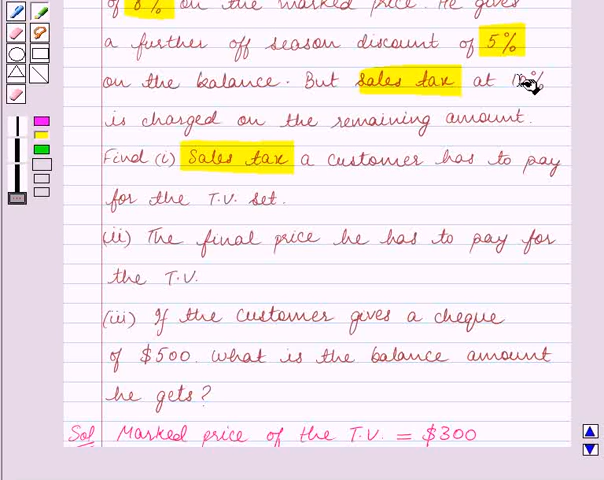 of 8% on the marked price. He gives
a further off season discount of 5%
on the balance. But sales tax at
is charged on the remaining amount.
Find (i) Sales tax a customer has to pay
for the T.V. set.
(ii) The final price he has to pay for
the T.V.
(iii) If the customer gives a cheque
of $500. What is the balance amount
he gets?
Sol Marked price of the T.V. = $300